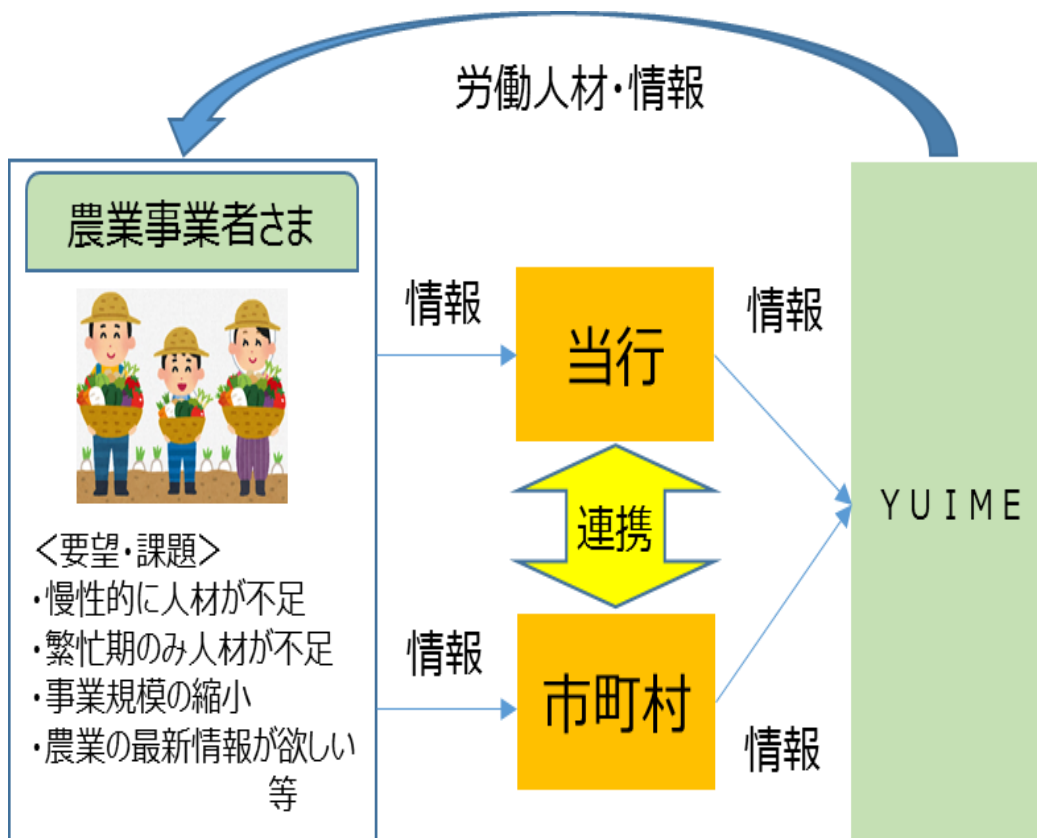 労働人材・情報
農業事業者さま
＜要望・課題＞
・慢性的に人材が不足
・繁忙期のみ人材が不足
・事業規模の縮小
・農業の最新情報が欲しい
等
情報
当行
情報
連携
情報
市町村
情報
ＹＵＩＭＥ